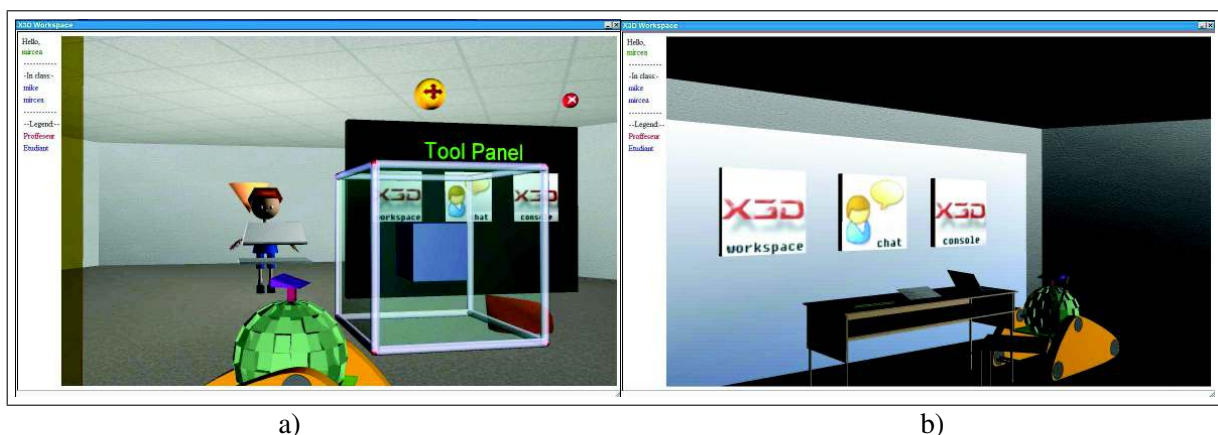 X3D Workspace
Hello,
mircea
------------
-In class:-
mike
mircea
------------
--Legend:--
Proffeseur
Etudiant
Tool Panel
X3D
workspace
chat
X3D
console
a)
X3D Workspace
Hello,
mircea
------------
-In class:-
mike
mircea
------------
--Legend:--
Proffeseur
Etudiant
X3D
workspace
chat
X3D
console
b)